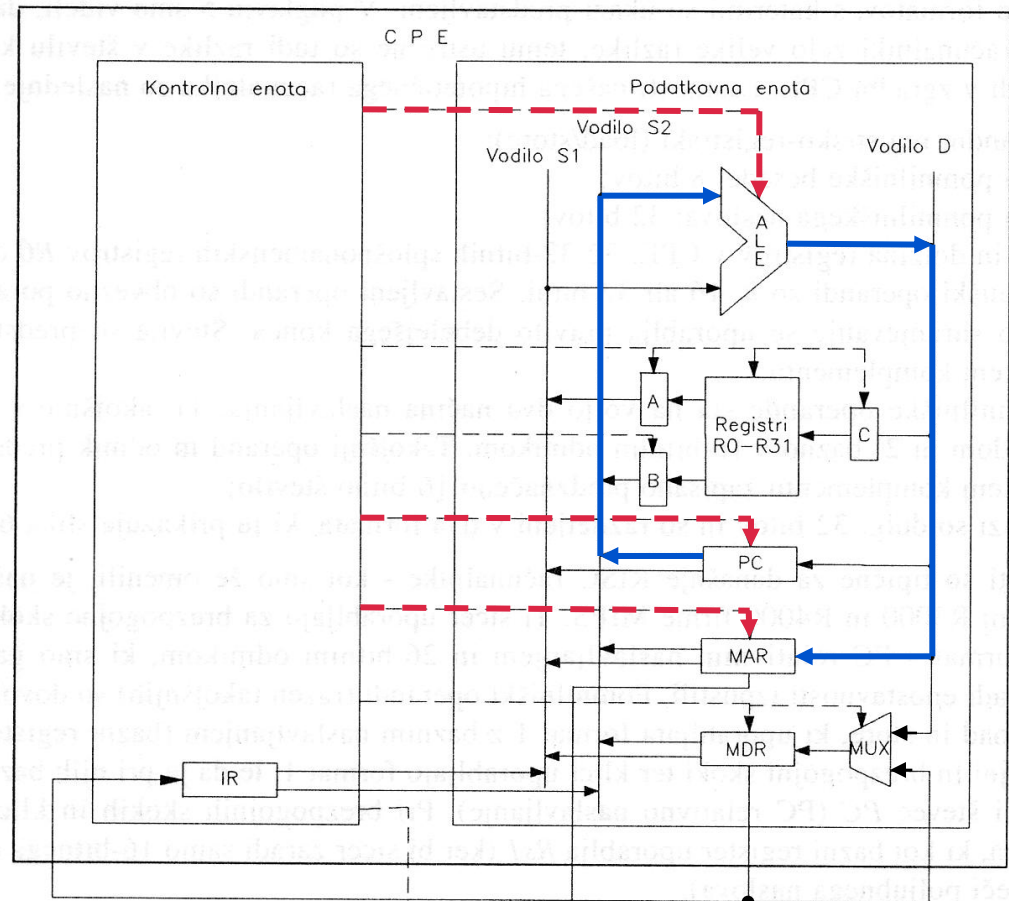 C P E
Kontrolna enota
Podatkovna enota
Vodilo S2
Vodilo S1
Vodilo D
A
L
E
A
Registri
R0-R31
C
B
PC
MAR
MDR
MUX
IR